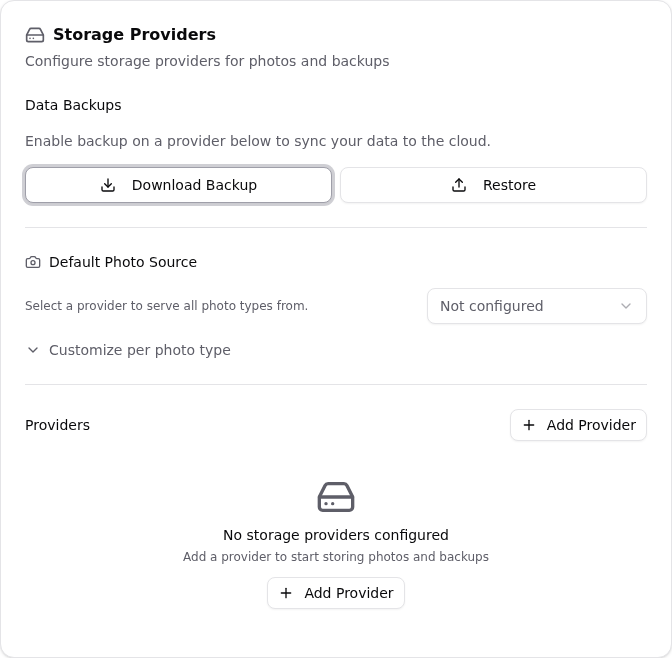 Storage Providers
Configure storage providers for photos and backups
Data Backups
Enable backup on a provider below to sync your data to the cloud.
Download Backup
Restore
Default Photo Source
Select a provider to serve all photo types from.
Not configured
Customize per photo type
Providers
Add Provider
No storage providers configured
Add a provider to start storing photos and backups
Add Provider